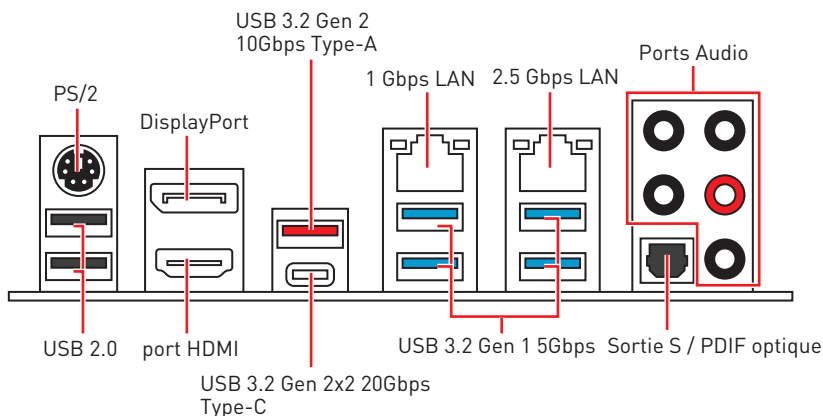 USB 3.2 Gen 2
10Gbps Type-A
Ports Audio
1 Gbps LAN
2.5 Gbps LAN
PS/2
DisplayPort
USB 2.0
port HDMI
USB 3.2 Gen 1 5Gbps
Sortie S / PDIF optique
USB 3.2 Gen 2x2 20Gbps
Type-C